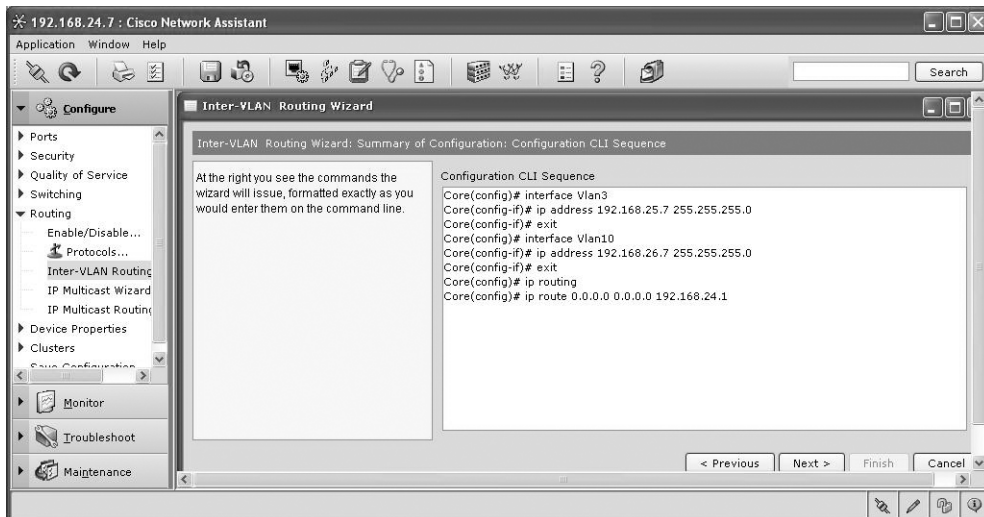 192.168.24.7 : Cisco Network Assistant
Application Window Help
Search
Configure
Ports
Security
Quality of Service
Switching
Routing
Enable/Disable...
Protocols...
Inter-VLAN Routing
IP Multicast Wizard
IP Multicast Routing
Device Properties
Clusters
Save Configuration
Monitor
Troubleshoot
Maintenance
Inter-VLAN Routing Wizard
Inter-VLAN Routing Wizard: Summary of Configuration: Configuration CLI Sequence
At the right you see the commands the
wizard will issue, formatted exactly as you
would enter them on the command line.
Configuration CLI Sequence
Core(config)# interface Vlan3
Core(config-if)# ip address 192.168.25.7 255.255.255.0
Core(config-if)# exit
Core(config)# interface Vlan10
Core(config-if)# ip address 192.168.26.7 255.255.255.0
Core(config-if)# exit
Core(config)# ip routing
Core(config)# ip route 0.0.0.0 0.0.0.0 192.168.24.1
< Previous Next > Finish Cancel